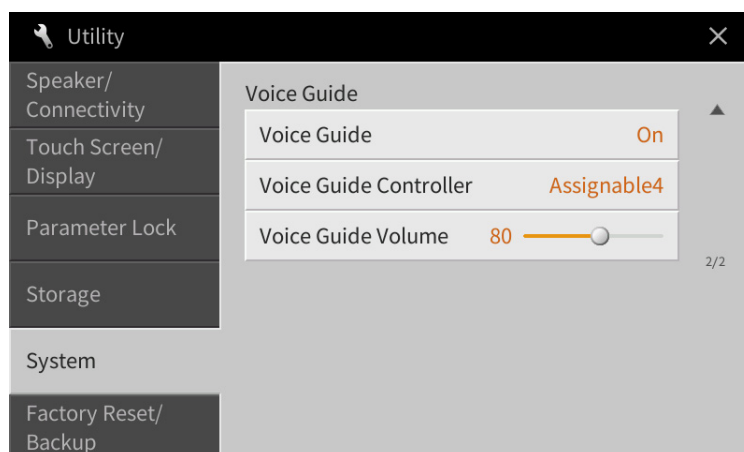 Utility
Speaker/
Connectivity
Touch Screen/
Display
Parameter Lock
Storage
System
Factory Reset/
Backup
Voice Guide
Voice Guide On
Voice Guide Controller Assignable4
Voice Guide Volume 80
2/2